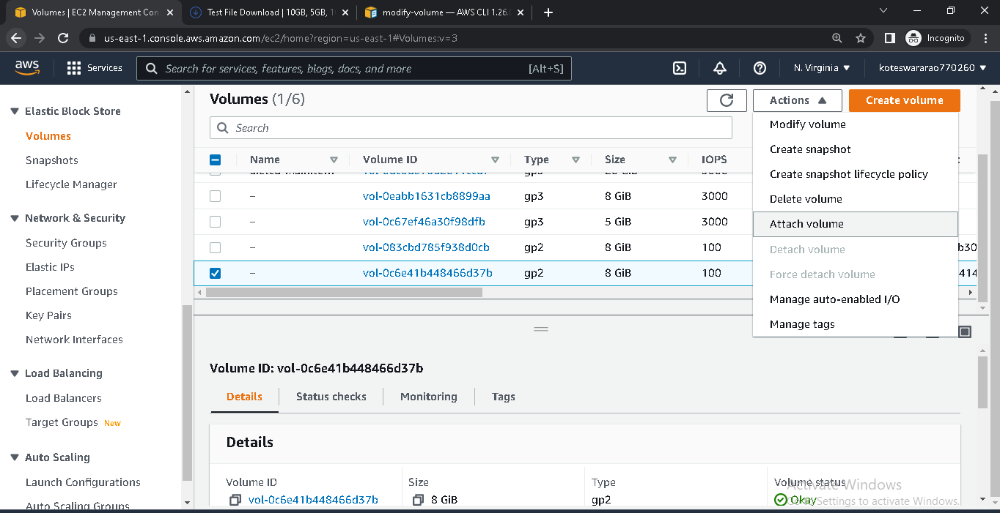 Volumes | EC2 Management Con
Test File Download | 10GB, 5GB, 1
modify-volume — AWS CLI 1.26.
us-east-1.console.aws.amazon.com/ec2/home?region=us-east-1#Volumes:v=3
Incognito
aws
Services
Search for services, features, blogs, docs, and more
[Alt+S]
N. Virginia
koteswararao770260
Elastic Block Store
Volumes
Snapshots
Lifecycle Manager
Network & Security
Security Groups
Elastic IPs
Placement Groups
Key Pairs
Network Interfaces
Load Balancing
Load Balancers
Target Groups New
Auto Scaling
Launch Configurations
Auto Scaling Groups
Volumes (1/6)
Actions
Create volume
Search
Name Volume ID Type Size IOPS
– vol-0eabb1631cb8899aa gp3 8 GiB 3000
– vol-0c67ef46a30f98dfb gp3 5 GiB 3000
– vol-083cbd785f938d0cb gp2 8 GiB 100 b30
– vol-0c6e41b448466d37b gp2 8 GiB 100 414
Modify volume
Create snapshot
Create snapshot lifecycle policy
Delete volume
Attach volume
Detach volume
Force detach volume
Manage auto-enabled I/O
Manage tags
Volume ID: vol-0c6e41b448466d37b
Details Status checks Monitoring Tags
Details
Volume ID Size Type Volume status
vol-0c6e41b448466d37b 8 GiB gp2 Okay
Activate Windows
Go to Settings to activate Windows.